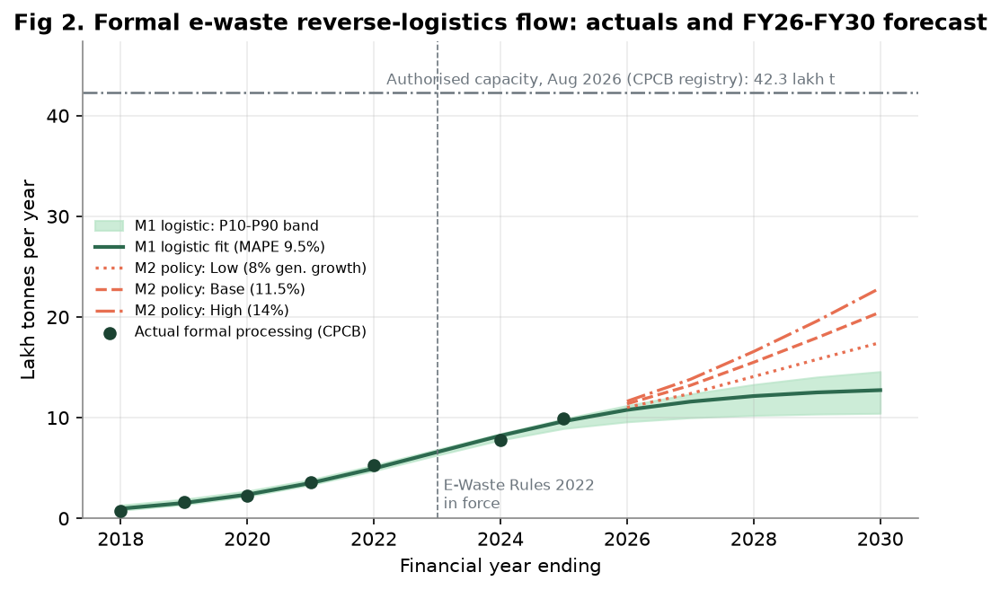 Fig 2. Formal e-waste reverse-logistics flow: actuals and FY26-FY30 forecast
Authorised capacity, Aug 2026 (CPCB registry): 42.3 lakh t
Lakh tonnes per year
40
30
20
10
0
M1 logistic: P10-P90 band
M1 logistic fit (MAPE 9.5%)
M2 policy: Low (8% gen. growth)
M2 policy: Base (11.5%)
M2 policy: High (14%)
Actual formal processing (CPCB)
E-Waste Rules 2022
in force
2018 2020 2022 2024 2026 2028 2030
Financial year ending